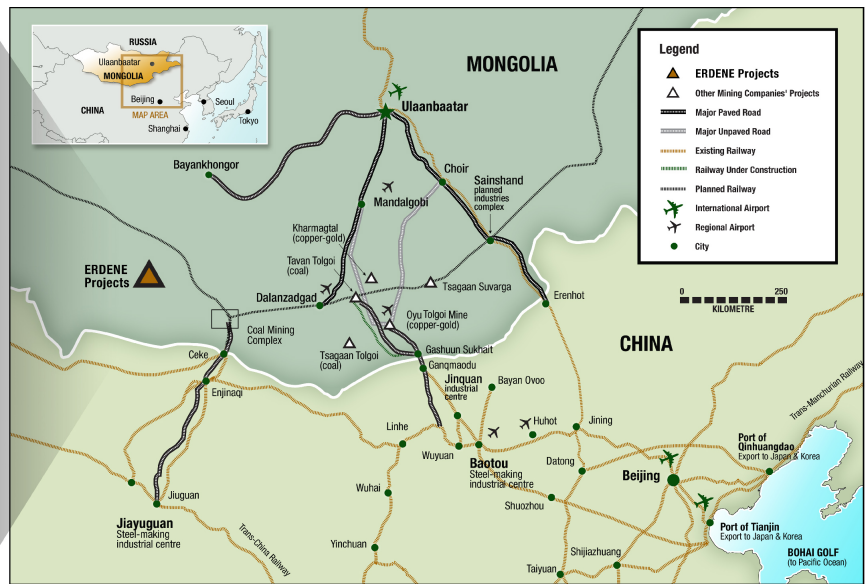 RUSSIA
Ulaanbaatar
MONGOLIA
CHINA
Beijing
Seoul
MAP AREA
Tokyo
Shanghai
MONGOLIA
Ulaanbaatar
Bayankhongor
Choir
Sainshand
planned
industries
complex
Mandalgobi
Kharmagtal
(copper-gold)
Tavan Tolgoi
(coal)
ERDENE
Projects
Dalanzadgad
Tsagaan Suvarga
Erenhot
Oyu Tolgoi Mine
(copper-gold)
Coal Mining
Complex
Tsagaan Tolgoi
(coal)
Ceke
Gashuun Sukhait
Ganqmaodu
CHINA
Enjinaqi
Jinquan
industrial
centre
Bayan Ovoo
Linhe
Huhot
Jining
Wuyuan
Baotou
Steel-making
industrial centre
Datong
Beijing
Port of
Qinhuangdao
Export to Japan & Korea
Trans-Manchurian Railway
Wuhai
Shuozhou
Jiuguan
Jiayuguan
Steel-making
industrial centre
Trans-China Railway
Yinchuan
Shijiazhuang
Taiyuan
Port of Tianjin
Export to Japan & Korea
BOHAI GOLF
(to Pacific Ocean)
Legend
ERDENE Projects
Other Mining Companies' Projects
Major Paved Road
Major Unpaved Road
Existing Railway
Railway Under Construction
Planned Railway
International Airport
Regional Airport
City
0 250
KILOMETRE